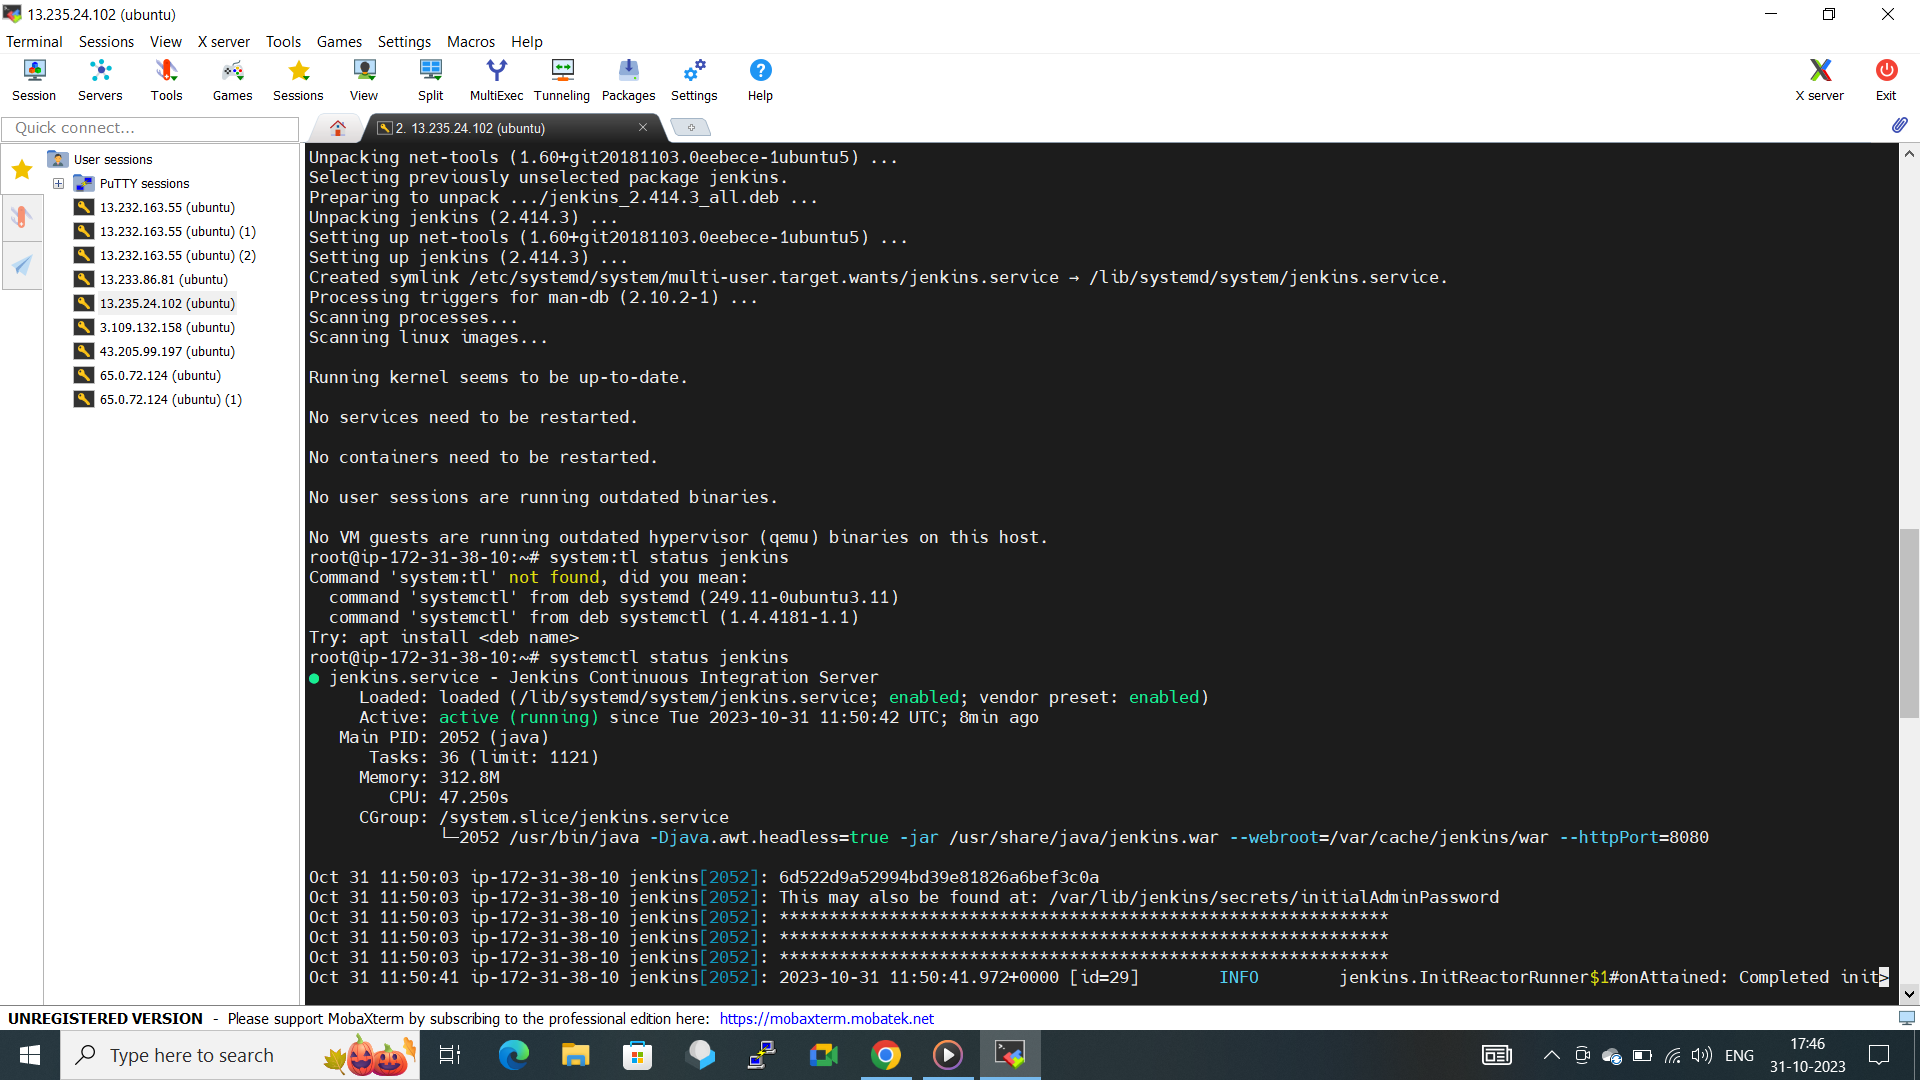 13.235.24.102 (ubuntu)
Terminal Sessions View X server Tools Games Settings Macros Help
Session Servers Tools Games Sessions View Split MultiExec Tunneling Packages Settings Help X server Exit
Quick connect...
2. 13.235.24.102 (ubuntu)
User sessions
PuTTY sessions
13.232.163.55 (ubuntu)
13.232.163.55 (ubuntu) (1)
13.232.163.55 (ubuntu) (2)
13.233.86.81 (ubuntu)
13.235.24.102 (ubuntu)
3.109.132.158 (ubuntu)
43.205.99.197 (ubuntu)
65.0.72.124 (ubuntu)
65.0.72.124 (ubuntu) (1)
Unpacking net-tools (1.60+git20181103.0eebece-1ubuntu5) ...
Selecting previously unselected package jenkins.
Preparing to unpack .../jenkins_2.414.3_all.deb ...
Unpacking jenkins (2.414.3) ...
Setting up net-tools (1.60+git20181103.0eebece-1ubuntu5) ...
Setting up jenkins (2.414.3) ...
Created symlink /etc/systemd/system/multi-user.target.wants/jenkins.service → /lib/systemd/system/jenkins.service.
Processing triggers for man-db (2.10.2-1) ...
Scanning processes...
Scanning linux images...
Running kernel seems to be up-to-date.
No services need to be restarted.
No containers need to be restarted.
No user sessions are running outdated binaries.
No VM guests are running outdated hypervisor (qemu) binaries on this host.
root@ip-172-31-38-10:~# system:tl status jenkins
Command 'system:tl' not found, did you mean:
command 'systemctl' from deb systemd (249.11-0ubuntu3.11)
command 'systemctl' from deb systemctl (1.4.4181-1.1)
Try: apt install <deb name>
root@ip-172-31-38-10:~# systemctl status jenkins
● jenkins.service - Jenkins Continuous Integration Server
Loaded: loaded (/lib/systemd/system/jenkins.service; enabled; vendor preset: enabled)
Active: active (running) since Tue 2023-10-31 11:50:42 UTC; 8min ago
Main PID: 2052 (java)
Tasks: 36 (limit: 1121)
Memory: 312.8M
CPU: 47.250s
CGroup: /system.slice/jenkins.service
└─2052 /usr/bin/java -Djava.awt.headless=true -jar /usr/share/java/jenkins.war --webroot=/var/cache/jenkins/war --httpPort=8080
Oct 31 11:50:03 ip-172-31-38-10 jenkins[2052]: 6d522d9a52994bd39e81826a6bef3c0a
Oct 31 11:50:03 ip-172-31-38-10 jenkins[2052]: This may also be found at: /var/lib/jenkins/secrets/initialAdminPassword
Oct 31 11:50:03 ip-172-31-38-10 jenkins[2052]: *************************************************************
Oct 31 11:50:03 ip-172-31-38-10 jenkins[2052]: *************************************************************
Oct 31 11:50:03 ip-172-31-38-10 jenkins[2052]: *************************************************************
Oct 31 11:50:41 ip-172-31-38-10 jenkins[2052]: 2023-10-31 11:50:41.972+0000 [id=29] INFO jenkins.InitReactorRunner$1#onAttained: Completed init>
UNREGISTERED VERSION - Please support MobaXterm by subscribing to the professional edition here: https://mobaxterm.mobatek.net
Type here to search
ENG
17:46
31-10-2023